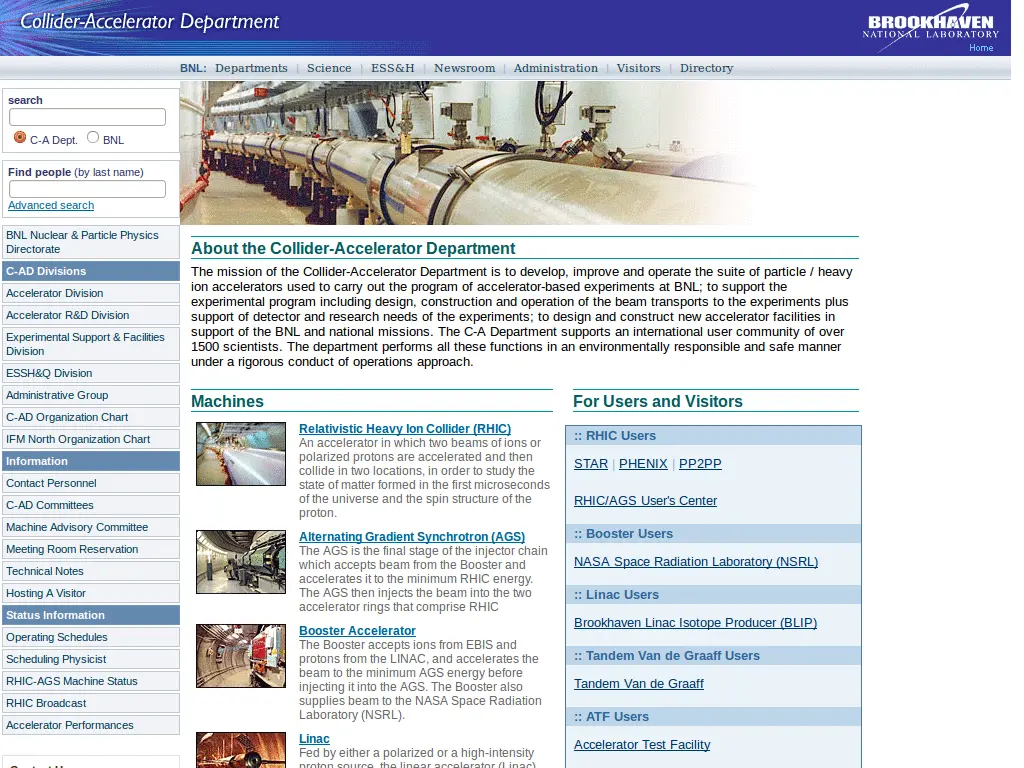 Collider-Accelerator Department
BROOKHAVEN
NATIONAL LABORATORY
Home
BNL: Departments | Science | ESS&H | Newsroom | Administration | Visitors | Directory
search
C-A Dept. BNL
Find people (by last name)
Advanced search
BNL Nuclear & Particle Physics
Directorate
C-AD Divisions
Accelerator Division
Accelerator R&D Division
Experimental Support & Facilities
Division
ESSH&Q Division
Administrative Group
C-AD Organization Chart
IFM North Organization Chart
Information
Contact Personnel
C-AD Committees
Machine Advisory Committee
Meeting Room Reservation
Technical Notes
Hosting A Visitor
Status Information
Operating Schedules
Scheduling Physicist
RHIC-AGS Machine Status
RHIC Broadcast
Accelerator Performances
About the Collider-Accelerator Department
The mission of the Collider-Accelerator Department is to develop, improve and operate the suite of particle / heavy
ion accelerators used to carry out the program of accelerator-based experiments at BNL; to support the
experimental program including design, construction and operation of the beam transports to the experiments plus
support of detector and research needs of the experiments; to design and construct new accelerator facilities in
support of the BNL and national missions. The C-A Department supports an international user community of over
1500 scientists. The department performs all these functions in an environmentally responsible and safe manner
under a rigorous conduct of operations approach.
Machines
Relativistic Heavy Ion Collider (RHIC)
An accelerator in which two beams of ions or
polarized protons are accelerated and then
collide in two locations, in order to study the
state of matter formed in the first microseconds
of the universe and the spin structure of the
proton.
Alternating Gradient Synchrotron (AGS)
The AGS is the final stage of the injector chain
which accepts beam from the Booster and
accelerates it to the minimum RHIC energy.
The AGS then injects the beam into the two
accelerator rings that comprise RHIC
Booster Accelerator
The Booster accepts ions from EBIS and
protons from the LINAC, and accelerates the
beam to the minimum AGS energy before
injecting it into the AGS. The Booster also
supplies beam to the NASA Space Radiation
Laboratory (NSRL).
Linac
Fed by either a polarized or a high-intensity
proton source, the linear accelerator (Linac)
For Users and Visitors
:: RHIC Users
STAR | PHENIX | PP2PP
RHIC/AGS User's Center
:: Booster Users
NASA Space Radiation Laboratory (NSRL)
:: Linac Users
Brookhaven Linac Isotope Producer (BLIP)
:: Tandem Van de Graaff Users
Tandem Van de Graaff
:: ATF Users
Accelerator Test Facility